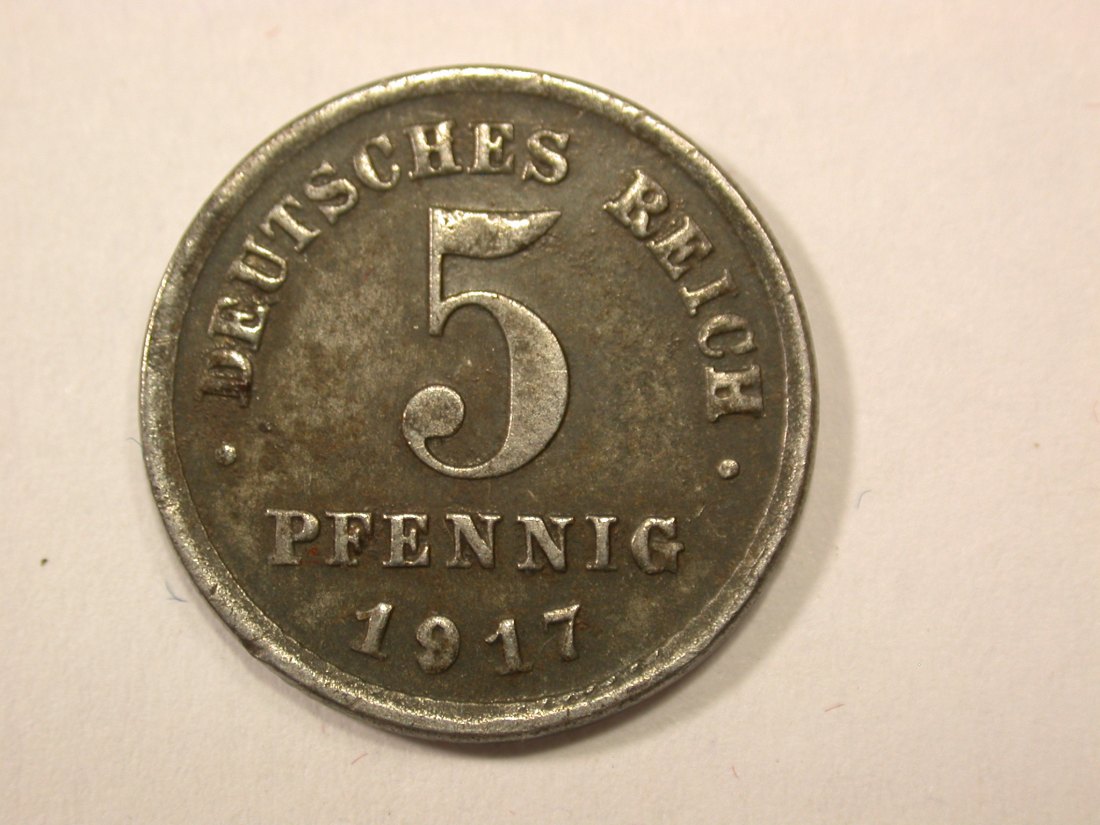 DEUTSCHES REICH
5
PFENNIG
1917